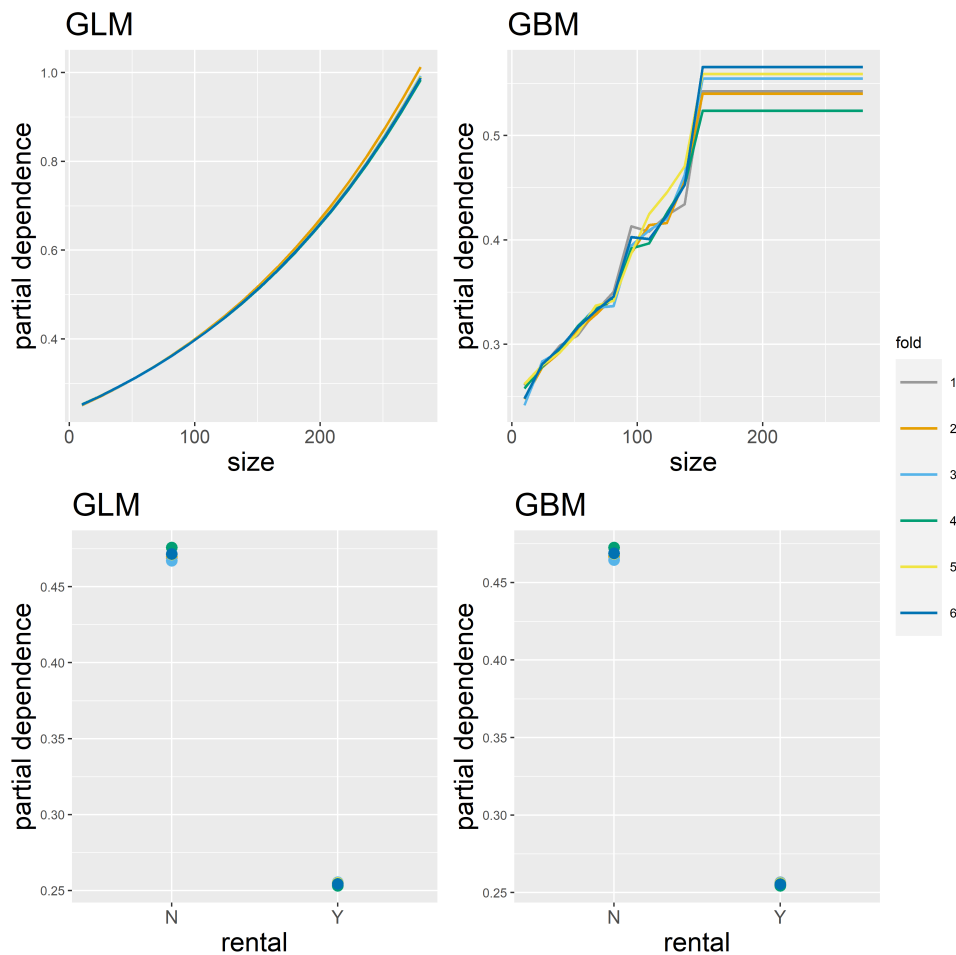 GLM
partial dependence
1.0
0.8
0.6
0.4
0
100
200
size
GBM
partial dependence
0.5
0.4
0.3
0
100
200
size
fold
1
2
3
4
5
6
GLM
partial dependence
0.45
0.40
0.35
0.30
0.25
N
Y
rental
GBM
partial dependence
0.45
0.40
0.35
0.30
0.25
N
Y
rental